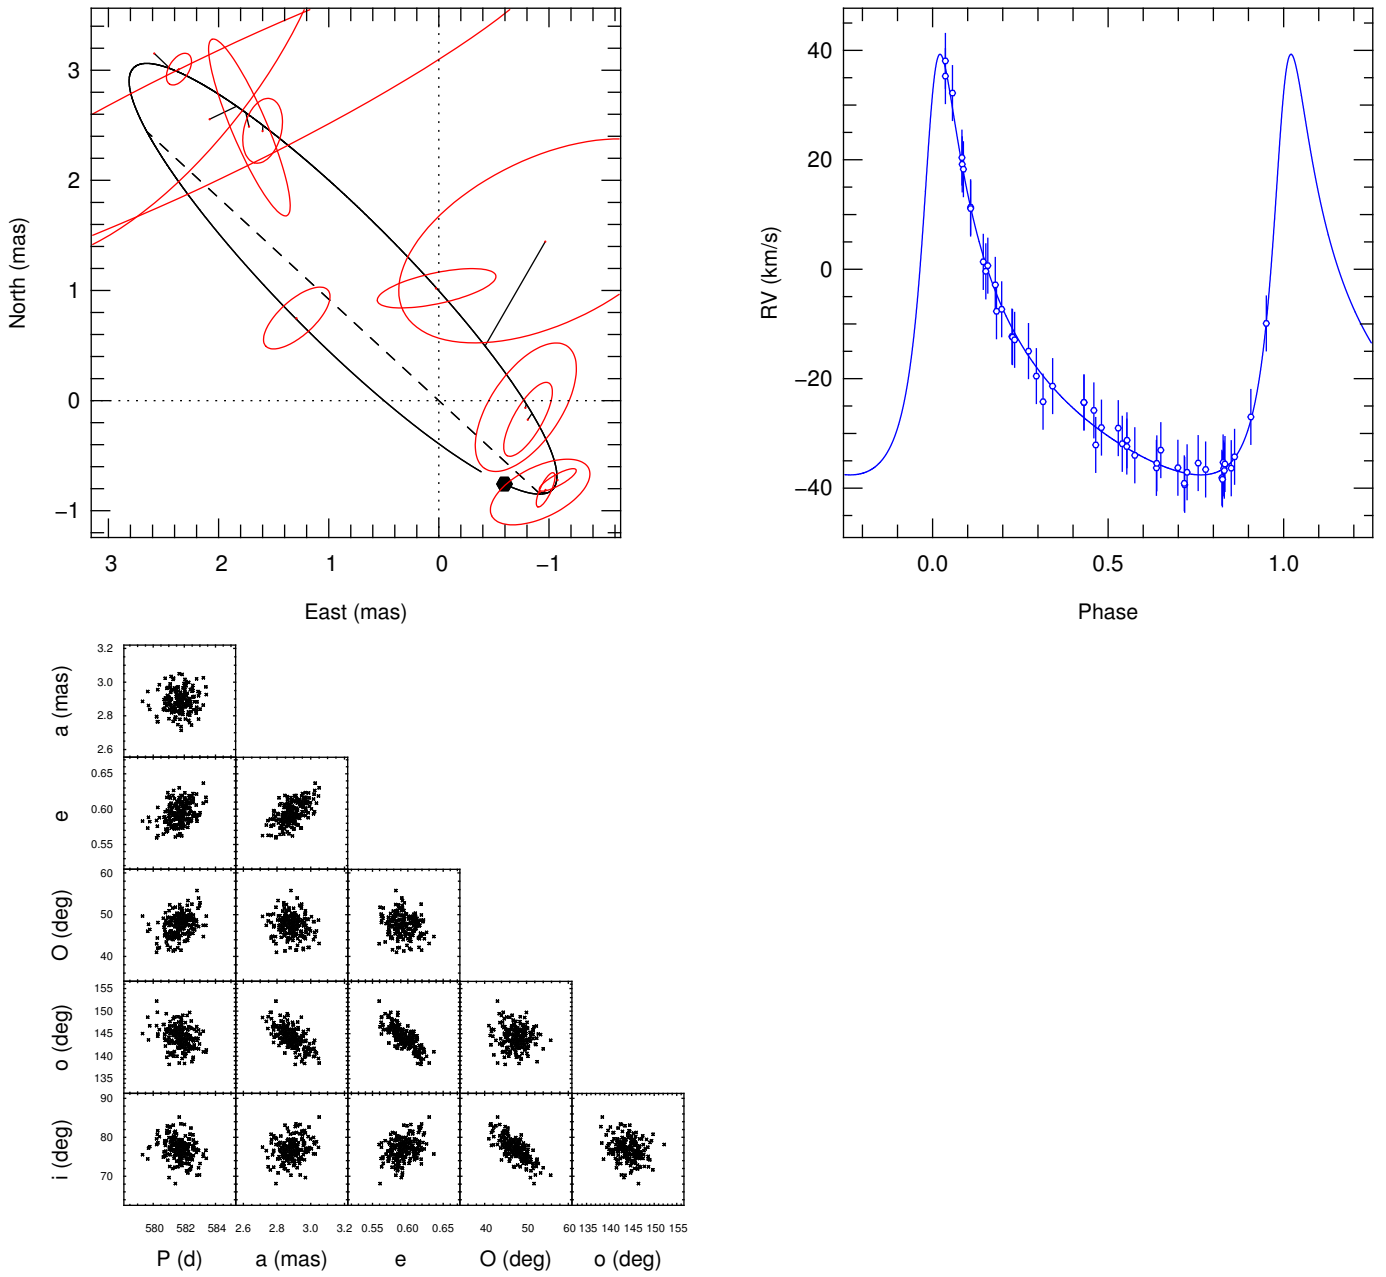 3
2
1
0
−1
North (mas)
3
2
1
0
−1
East (mas)
40
20
0
−20
−40
RV (km/s)
0.0
0.5
1.0
Phase
3.2
3.0
2.8
2.6
a (mas)
0.65
0.60
0.55
e
60
50
40
O (deg)
155
150
145
140
135
o (deg)
90
80
70
i (deg)
580 582 584
2.6 2.8 3.0 3.2
0.55 0.60 0.65
40 50 60
135 140 145 150 155
P (d)
a (mas)
e
O (deg)
o (deg)